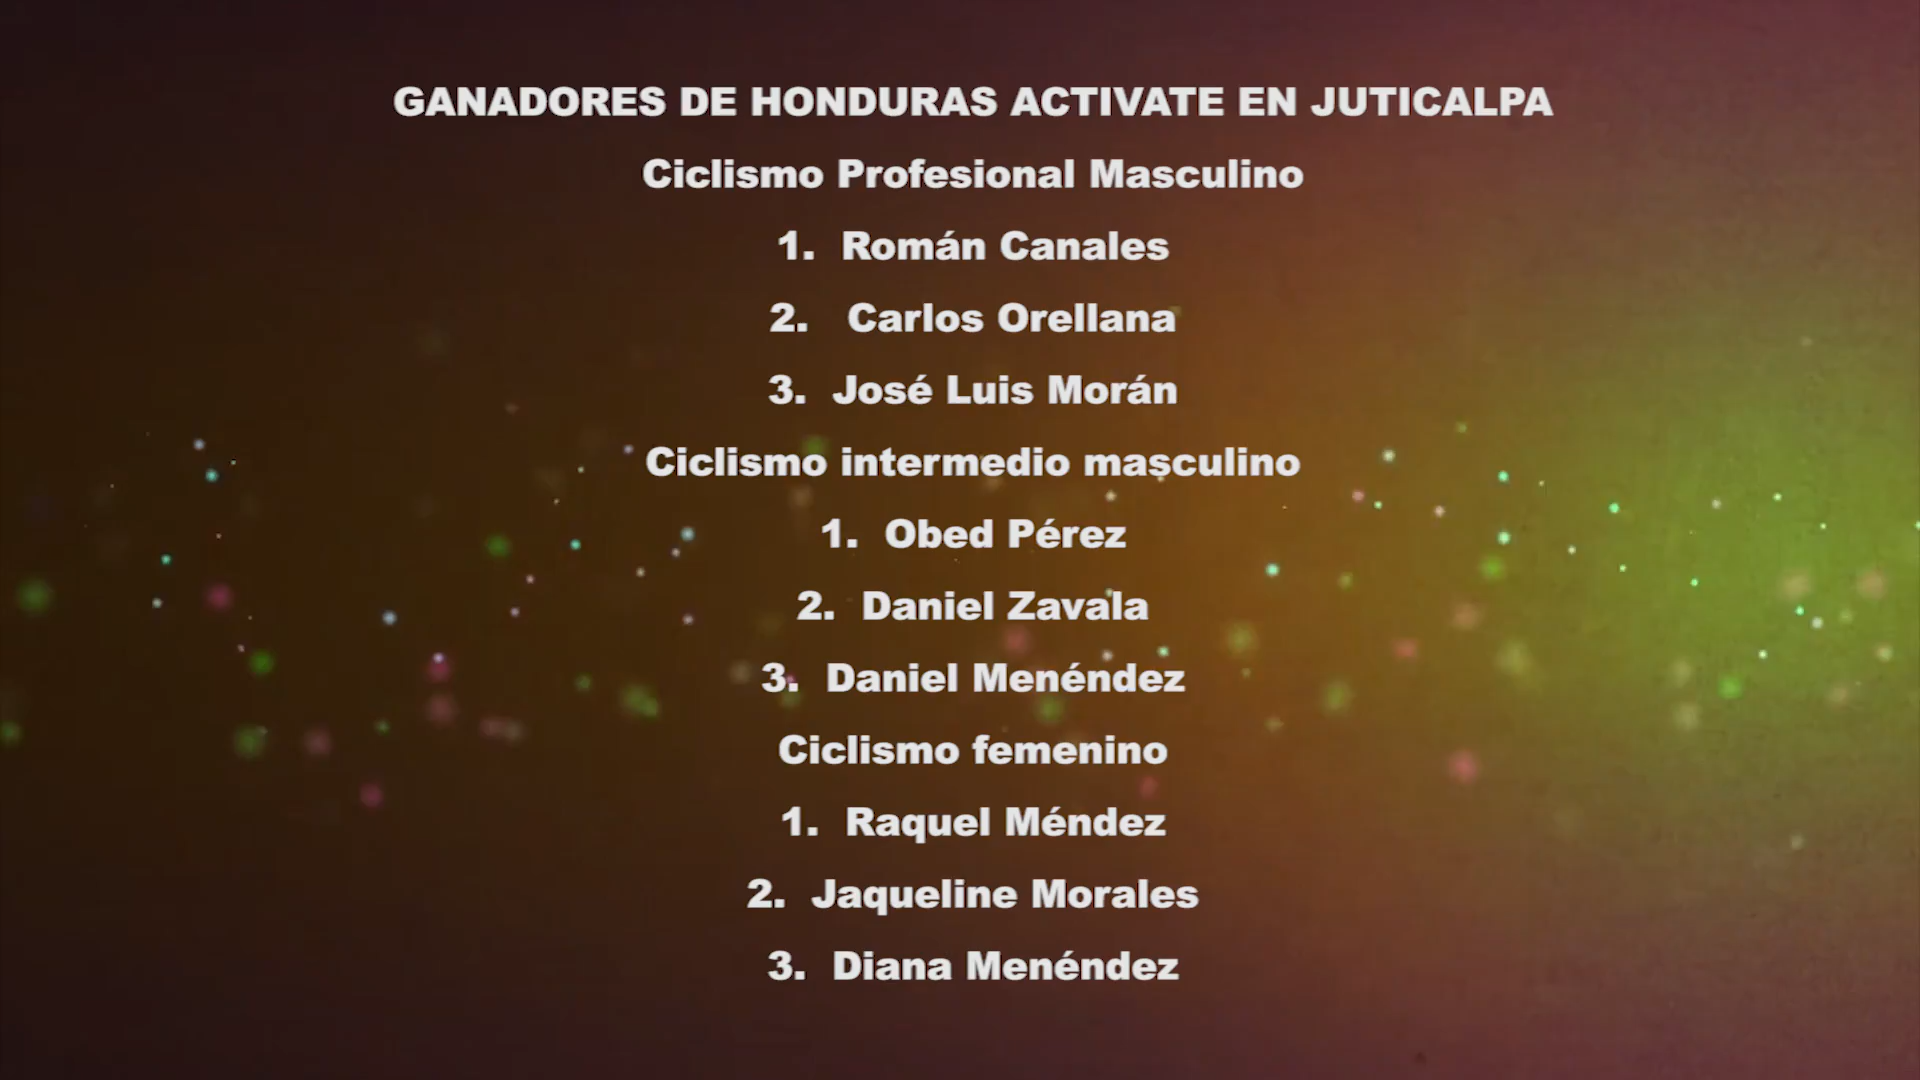 GANADORES DE HONDURAS ACTIVATE EN JUTICALPA
Ciclismo Profesional Masculino
1. Román Canales
2. Carlos Orellana
3. José Luis Morán
Ciclismo intermedio masculino
1. Obed Pérez
2. Daniel Zavala
3. Daniel Menéndez
Ciclismo femenino
1. Raquel Méndez
2. Jaqueline Morales
3. Diana Menéndez